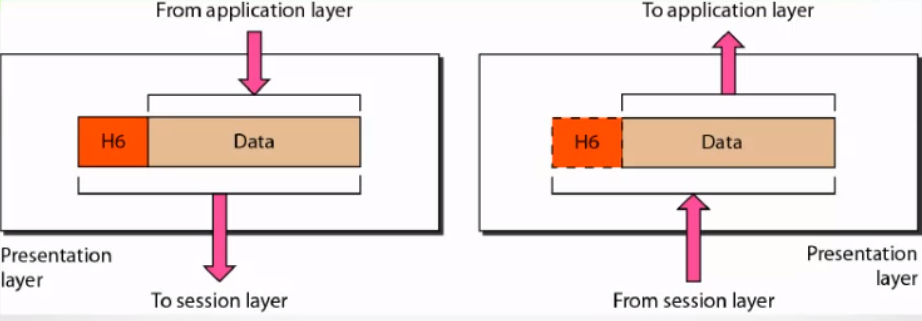 From application layer
To application layer
H6
Data
H6
Data
Presentation
layer
Presentation
layer
To session layer
From session layer